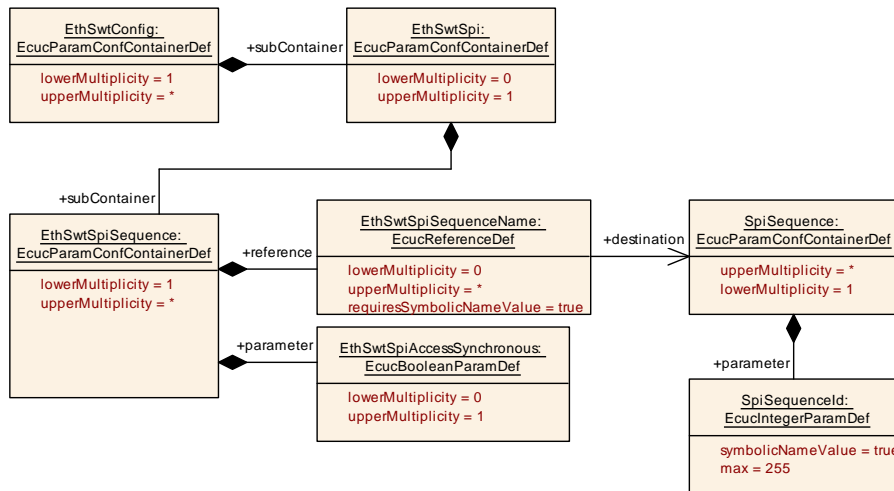 EthSwtConfig:
EcucParamConfContainerDef
lowerMultiplicity = 1
upperMultiplicity = *
+subContainer
EthSwtSpi:
EcucParamConfContainerDef
lowerMultiplicity = 0
upperMultiplicity = 1
+subContainer
EthSwtSpiSequence:
EcucParamConfContainerDef
lowerMultiplicity = 1
upperMultiplicity = *
+reference
EthSwtSpiSequenceName:
EcucReferenceDef
lowerMultiplicity = 0
upperMultiplicity = *
requiresSymbolicNameValue = true
+destination
SpiSequence:
EcucParamConfContainerDef
upperMultiplicity = *
lowerMultiplicity = 1
+parameter
EthSwtSpiAccessSynchronous:
EcucBooleanParamDef
lowerMultiplicity = 0
upperMultiplicity = 1
+parameter
SpiSequenceId:
EcucIntegerParamDef
symbolicNameValue = true
max = 255